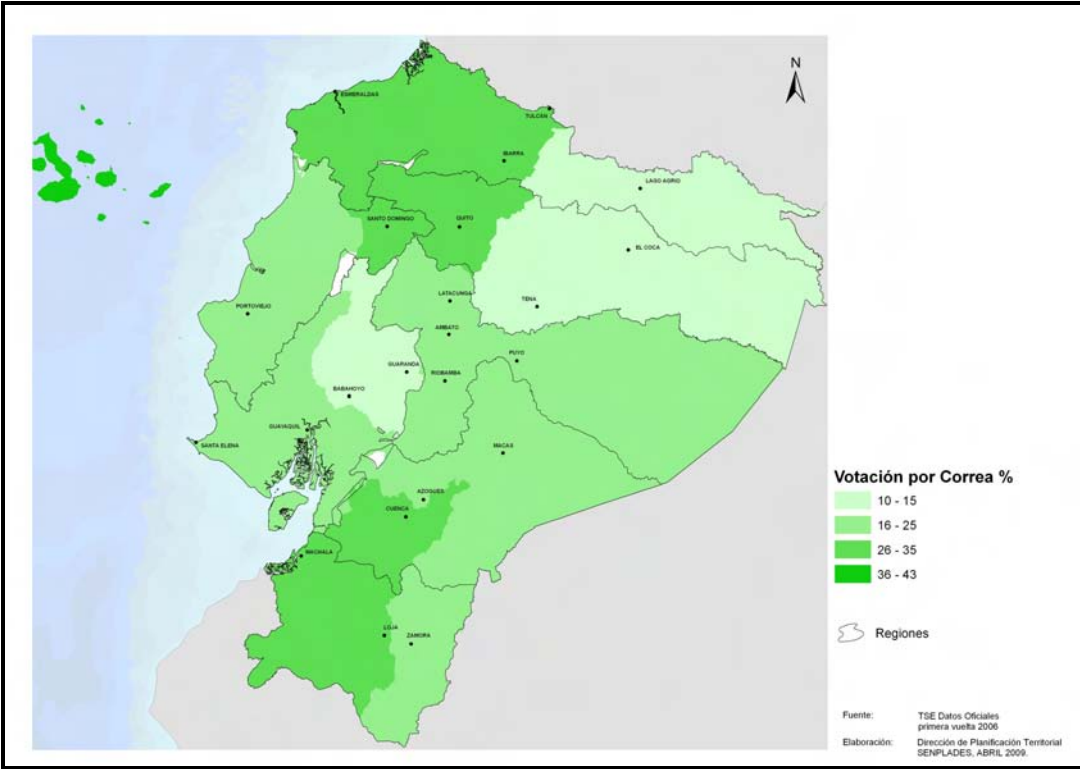 N
ESMERALDAS
TULCÁN
IBARRA
LAGO AGRIO
SANTO DOMINGO
QUITO
EL COCA
LATACUNGA
TENA
PORTOVIEJO
AMBATO
PUYO
GUARANDA
RIOBAMBA
BABAHOYO
GUAYAQUIL
SANTA ELENA
MACAS
AZOGUES
CUENCA
MACHALA
LOJA
ZAMORA
Votación por Correa %
10 - 15
16 - 25
26 - 35
36 - 43
Regiones
Fuente: TSE Datos Oficiales
primera vuelta 2006
Elaboración: Dirección de Planificación Territorial
SENPLADES, ABRIL 2009.